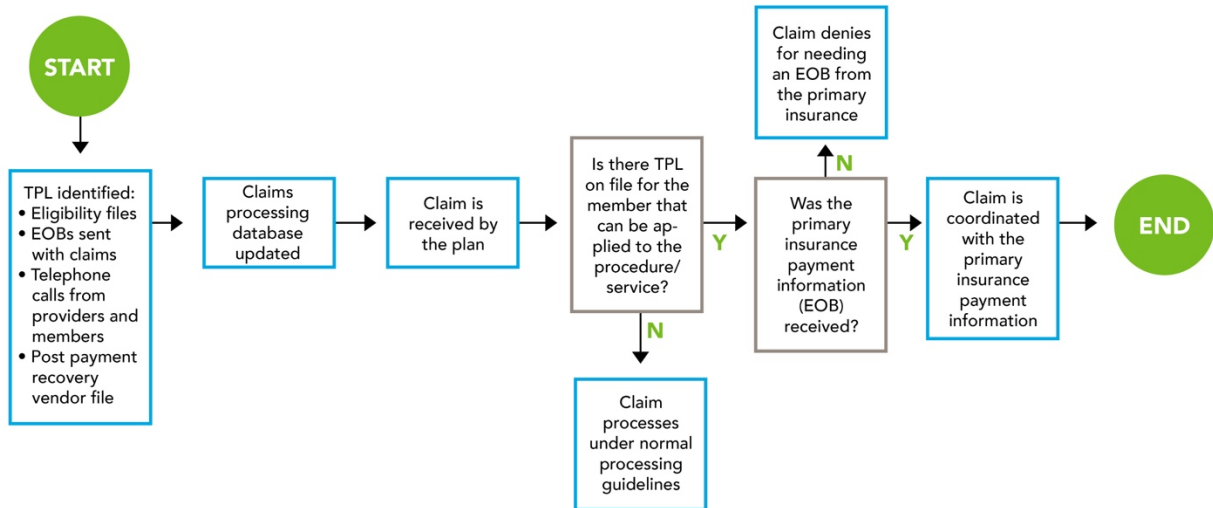 START
TPL identified:
• Eligibility files
• EOBs sent
with claims
• Telephone
calls from
providers and
members
• Post payment
recovery
vendor file
Claims
processing
database
updated
Claim is
received by
the plan
Is there TPL
on file for the
member that
can be ap-
plied to the
procedure/
service?
N
Claim
processes
under normal
processing
guidelines
Y
Was the
primary
insurance
payment
information
(EOB)
received?
N
Claim denies
for needing
an EOB from
the primary
insurance
Y
Claim is
coordinated
with the
primary
insurance
payment
information
END